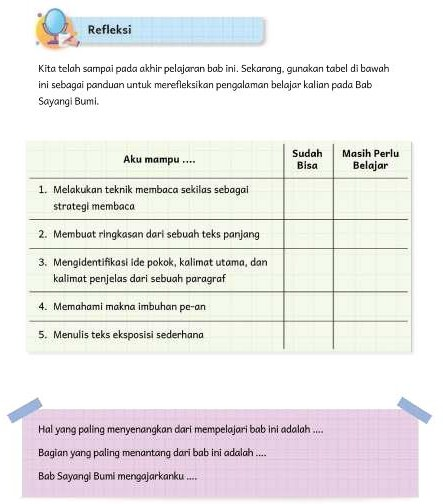 Refleksi
Kita telah sampai pada akhir pelajaran bab ini. Sekarang, gunakan tabel di bawah
ini sebagai panduan untuk merefleksikan pengalaman belajar kalian pada Bab
Sayangi Bumi.
Aku mampu ....
Sudah
Bisa
Masih Perlu
Belajar
1. Melakukan teknik membaca sekilas sebagai
strategi membaca
2. Membuat ringkasan dari sebuah teks panjang
3. Mengidentifikasi ide pokok, kalimat utama, dan
kalimat penjelas dari sebuah paragraf
4. Memahami makna imbuhan pe-an
5. Menulis teks eksposisi sederhana
Hal yang paling menyenangkan dari mempelajari bab ini adalah ....
Bagian yang paling menantang dari bab ini adalah ....
Bab Sayangi Bumi mengajarkanku ....